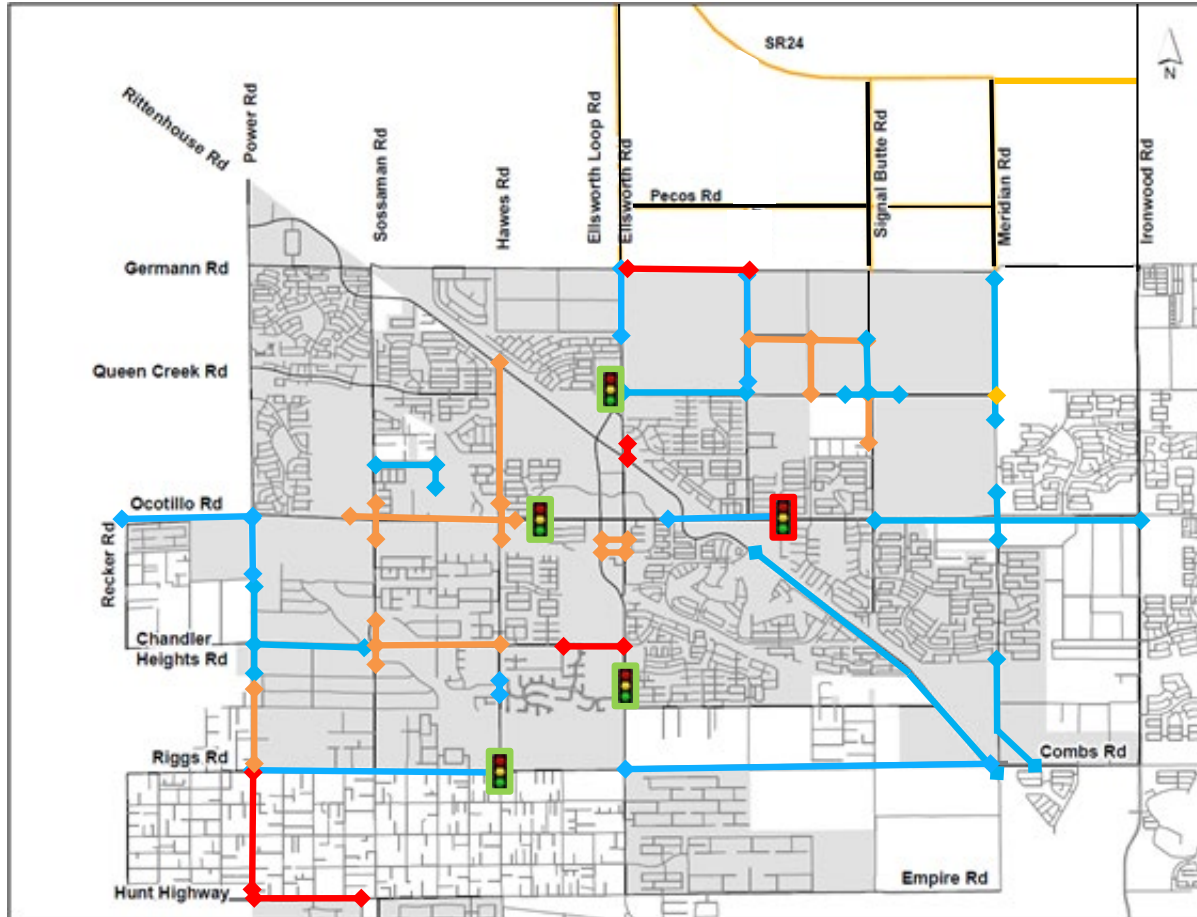 SR24
N
Rittenhouse Rd
Power Rd
Sossaman Rd
Hawes Rd
Ellsworth Loop Rd
Ellsworth Rd
Signal Butte Rd
Meridian Rd
Ironwood Rd
Pecos Rd
Germann Rd
Queen Creek Rd
Ocotillo Rd
Recker Rd
Chandler
Heights Rd
Riggs Rd
Combs Rd
Hunt Highway
Empire Rd